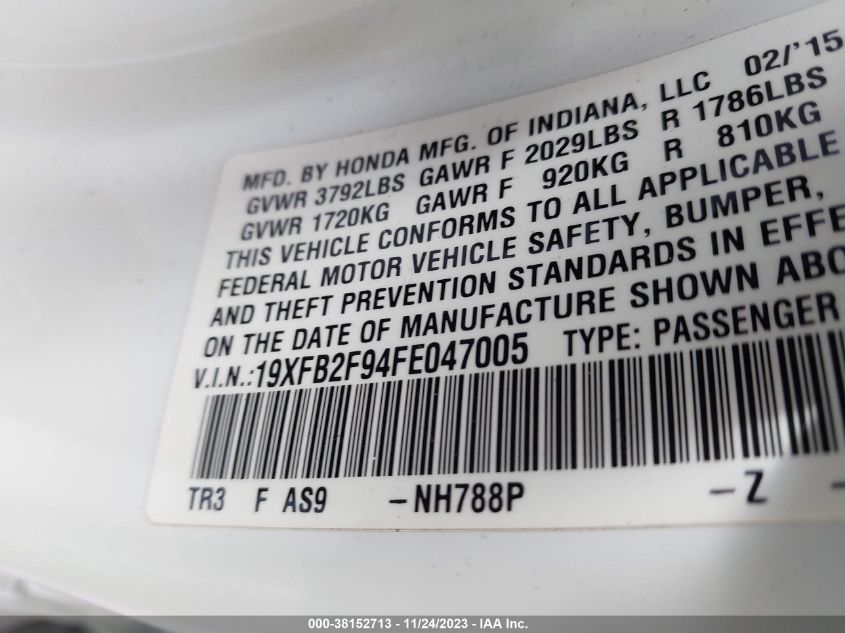 MFD. BY HONDA MFG. OF INDIANA, LLC 02/'15
GVWR 3792LBS GAWR F 2029LBS R 1786LBS
GVWR 1720KG GAWR F 920KG R 810KG
THIS VEHICLE CONFORMS TO ALL APPLICABLE
FEDERAL MOTOR VEHICLE SAFETY, BUMPER,
AND THEFT PREVENTION STANDARDS IN EFFE
ON THE DATE OF MANUFACTURE SHOWN ABO
V.I.N.:19XFB2F94FE047005 TYPE: PASSENGER
TR3 F AS9 -NH788P -Z -
000-38152713 - 11/24/2023 - IAA Inc.